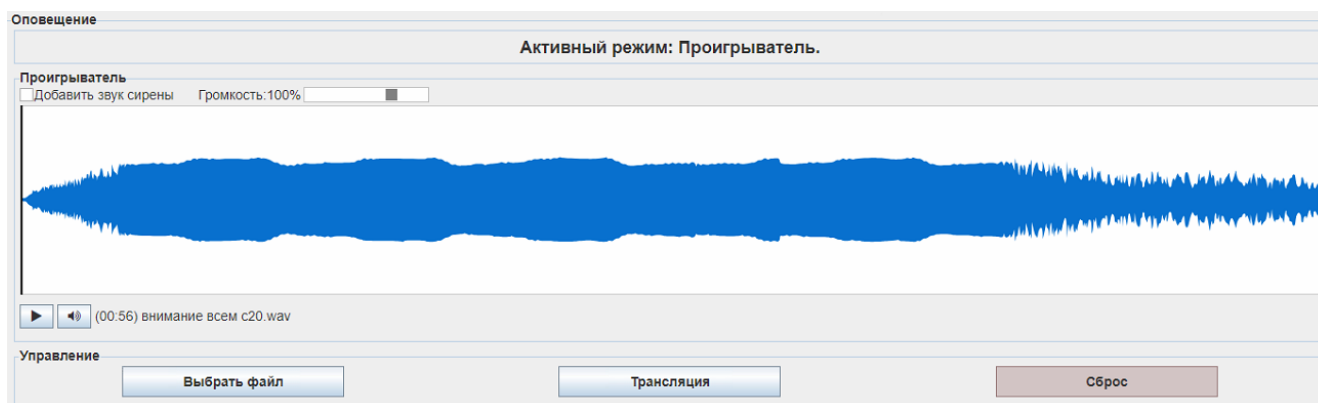 Оповещение
Активный режим: Проигрыватель.
Проигрыватель
Добавить звук сирены Громкость:100%
(00:56) внимание всем с20.wav
Управление
Выбрать файл Трансляция Сброс